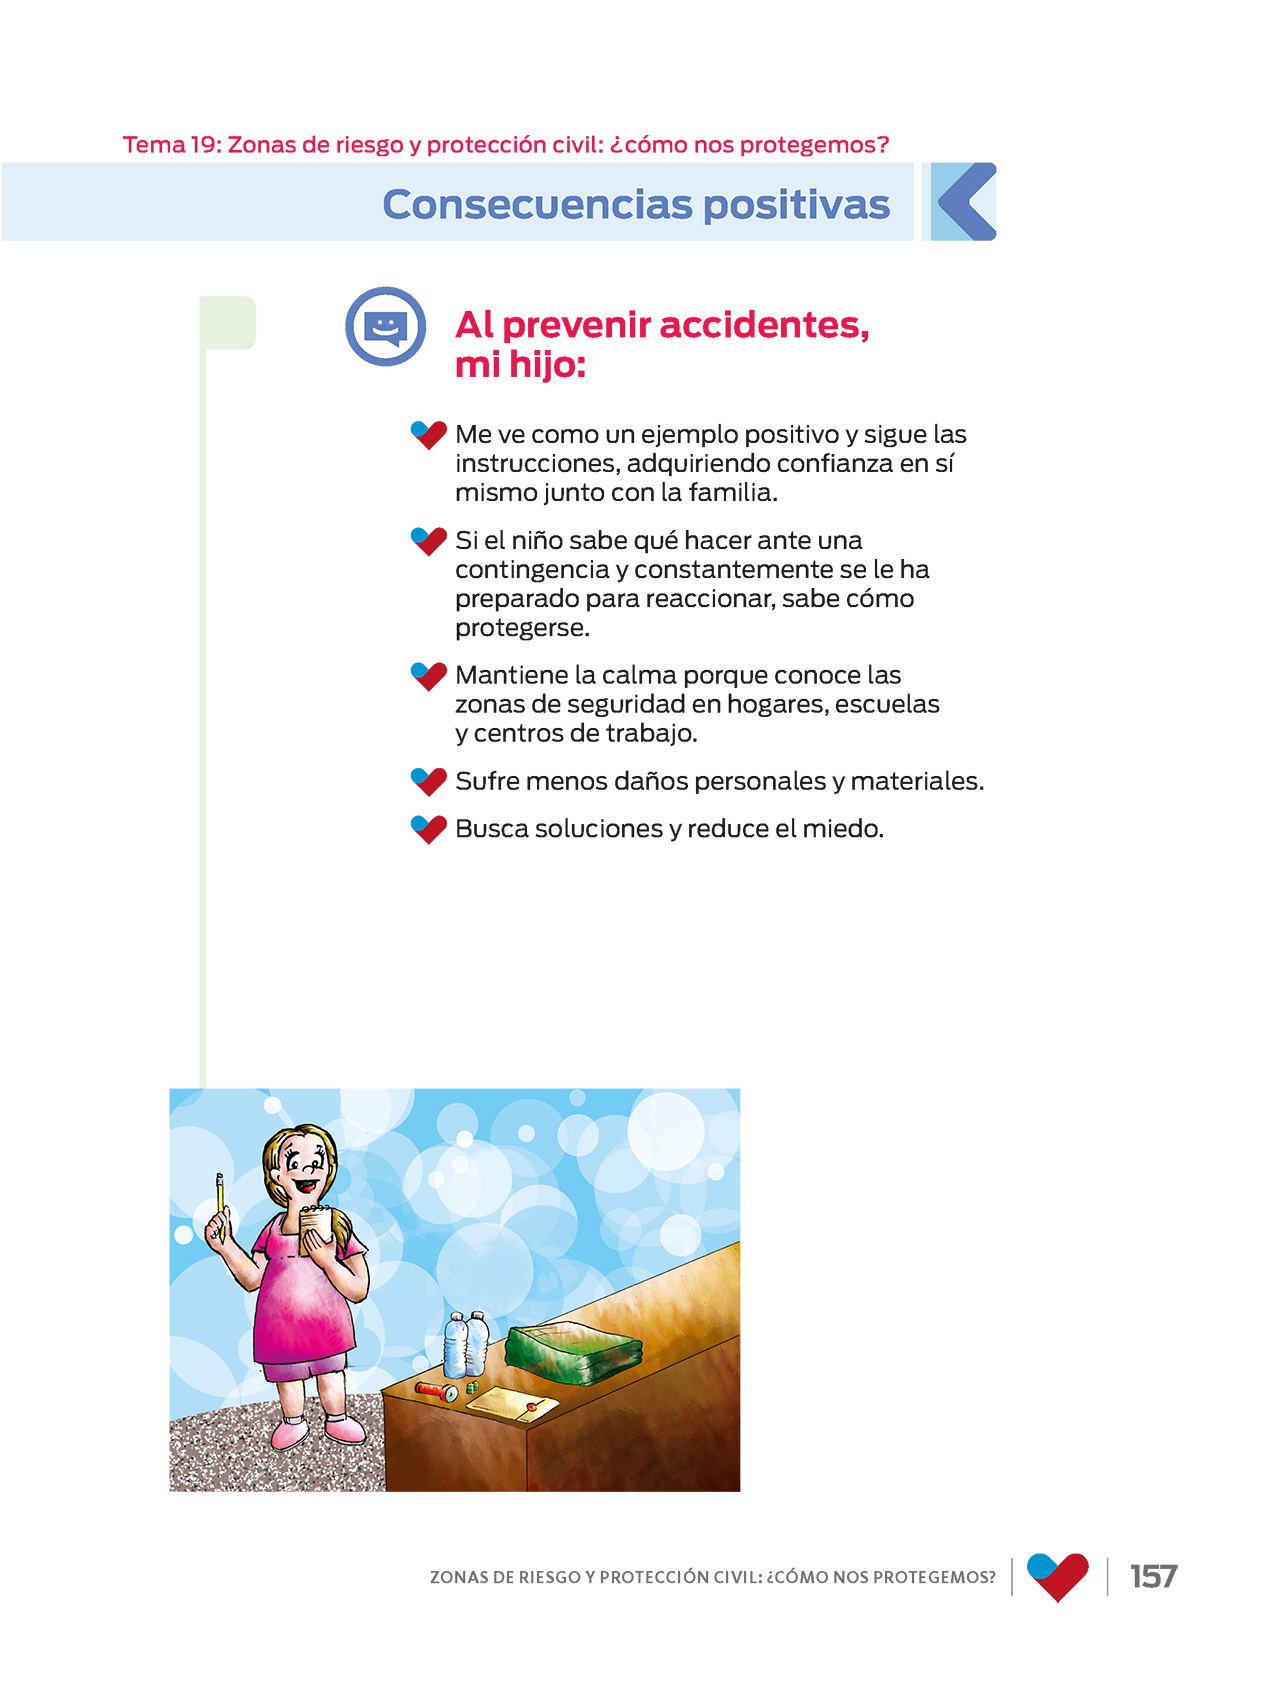 Tema 19: Zonas de riesgo y protección civil: ¿cómo nos protegemos?
Consecuencias positivas
Al prevenir accidentes,
mi hijo:
Me ve como un ejemplo positivo y sigue las
instrucciones, adquiriendo confianza en sí
mismo junto con la familia.
Si el niño sabe qué hacer ante una
contingencia y constantemente se le ha
preparado para reaccionar, sabe cómo
protegerse.
Mantiene la calma porque conoce las
zonas de seguridad en hogares, escuelas
y centros de trabajo.
Sufre menos daños personales y materiales.
Busca soluciones y reduce el miedo.
ZONAS DE RIESGO Y PROTECCIÓN CIVIL: ¿CÓMO NOS PROTEGEMOS?
157